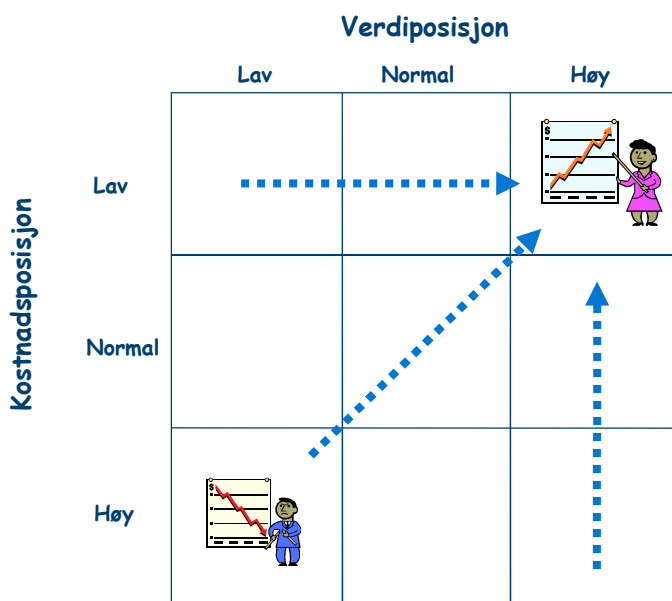 Verdiposisjon
Lav
Normal
Høy
$
Lav
Kostnadsposisjon
Normal
$
Høy